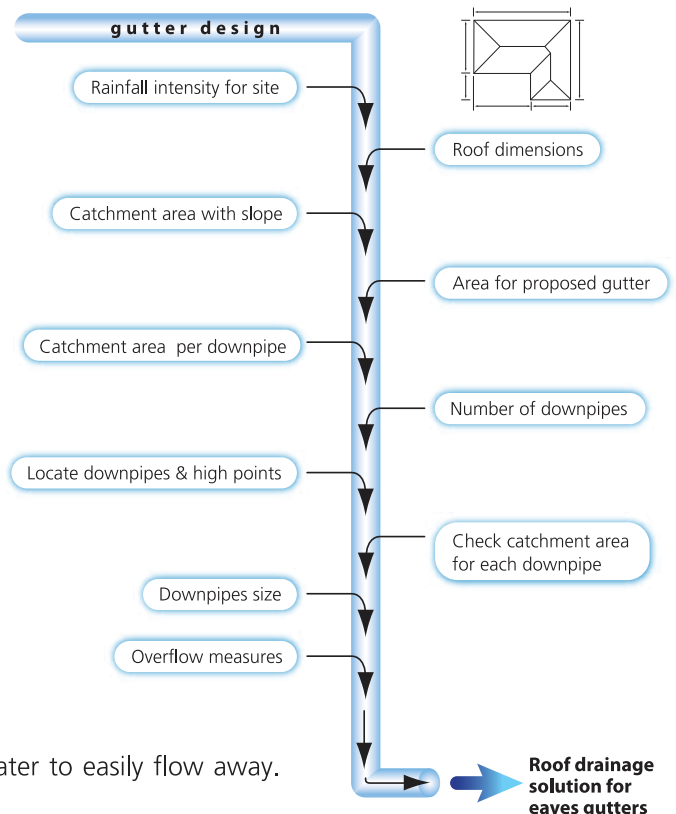 gutter design
Rainfall intensity for site
Roof dimensions
Catchment area with slope
Area for proposed gutter
Catchment area per downpipe
Number of downpipes
Locate downpipes & high points
Check catchment area
for each downpipe
Downpipes size
Overflow measures
ater to easily flow away.
Roof drainage
solution for
eaves gutters